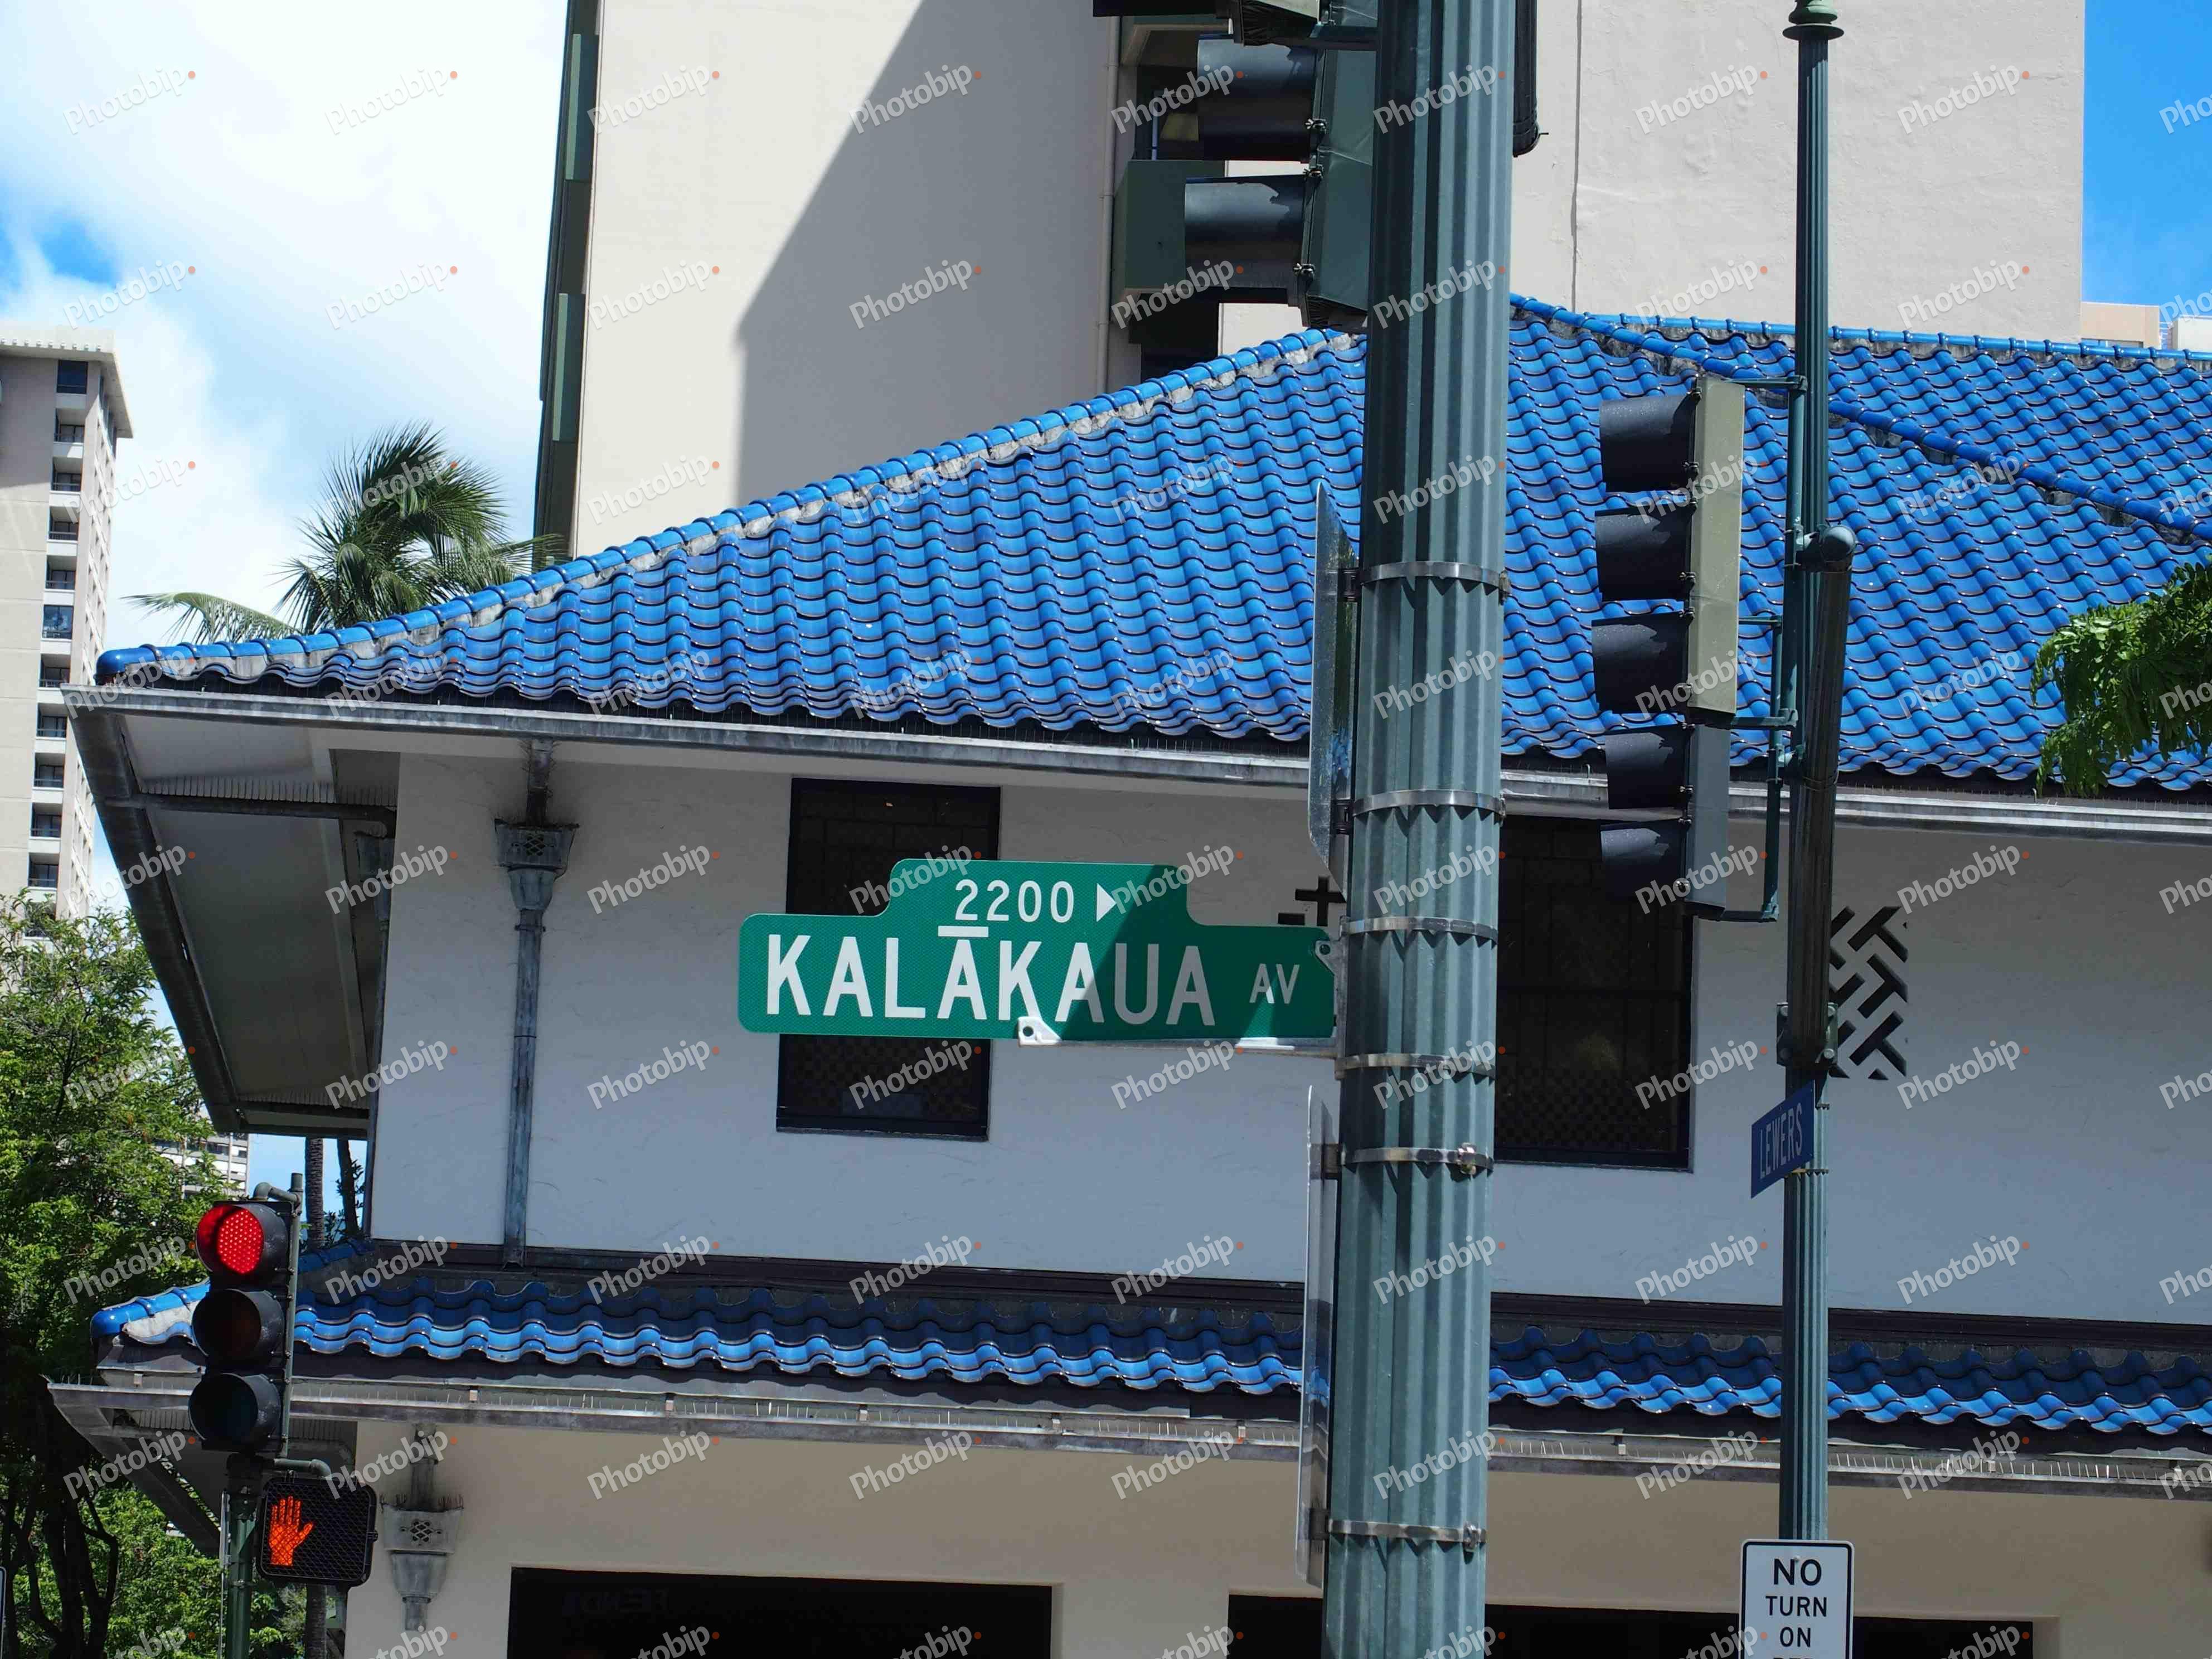 2200
KALĀKAUA AV
LEWERS
NO
TURN
ON
Photobip